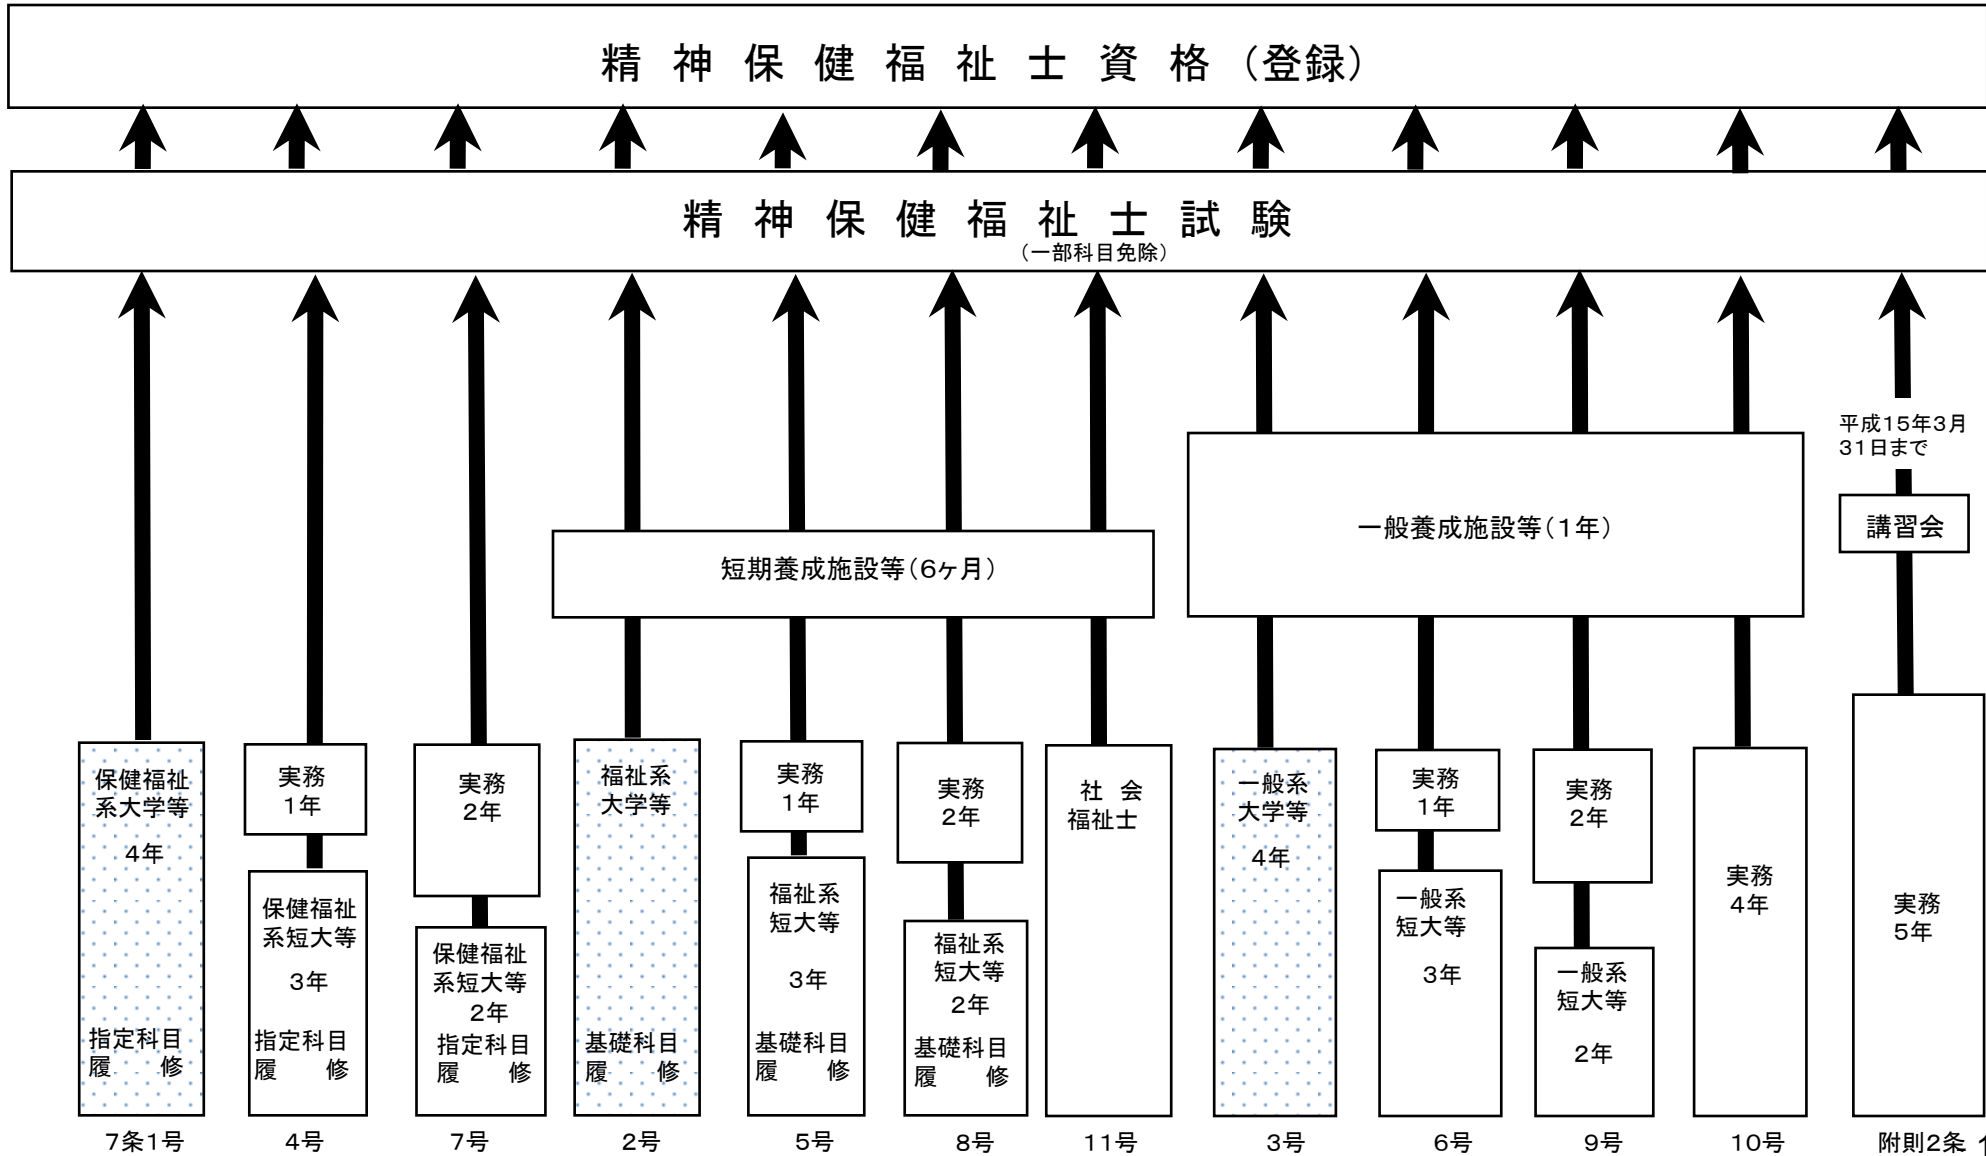 精神保健福祉士資格(登録)
精神保健福祉士試験
(一部科目免除)
平成15年3月
31日まで
講習会
一般養成施設等(1年)
短期養成施設等(6ヶ月)
保健福祉
系大学等
4年
指定科目
履　修
実務
1年
保健福祉
系短大等
3年
指定科目
履　修
実務
2年
保健福祉
系短大等
2年
指定科目
履　修
福祉系
大学等
基礎科目
履　修
実務
1年
福祉系
短大等
3年
基礎科目
履　修
実務
2年
福祉系
短大等
2年
基礎科目
履　修
社 会
福祉士
一般系
大学等
4年
実務
1年
一般系
短大等
3年
実務
2年
一般系
短大等
2年
実務
4年
実務
5年
7条1号
4号
7号
2号
5号
8号
11号
3号
6号
9号
10号
附則2条